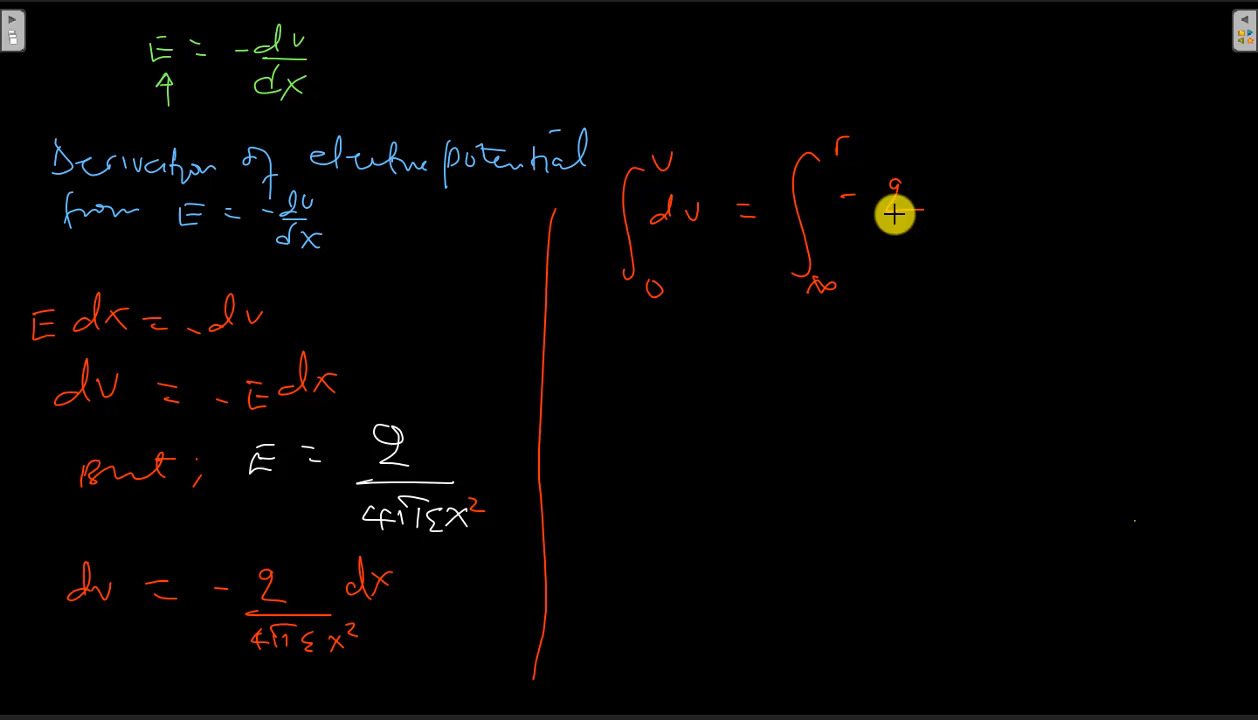 E = -dv/dx
Derivation of electric potential
from E = -dv/dx
E dx = -dv
dv = -E dx
But; E = Q/4πεx²
dv = -Q/4πεx² dx
∫₀ᵛ dv = ∫∞ʳ - q